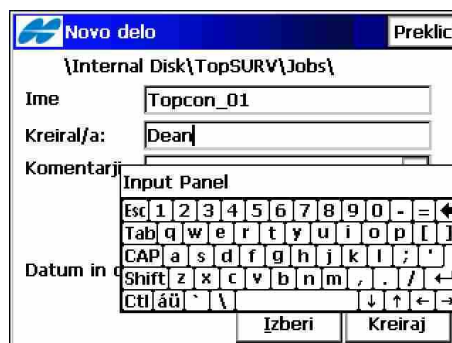 Novo delo Preklic
\Internal Disk\TopSURV\Jobs\
Ime Topcon_01
Kreiral/a: Dean
Komentarji
Input Panel
Esc 1 2 3 4 5 6 7 8 9 0 - =
Tab q w e r t y u i o p [ ]
CAP a s d f g h j k l ; '
Shift z x c v b n m , . /
Datum in
Ctl áü ` \ ↓ ↑ ← →
Izberi Kreiraj